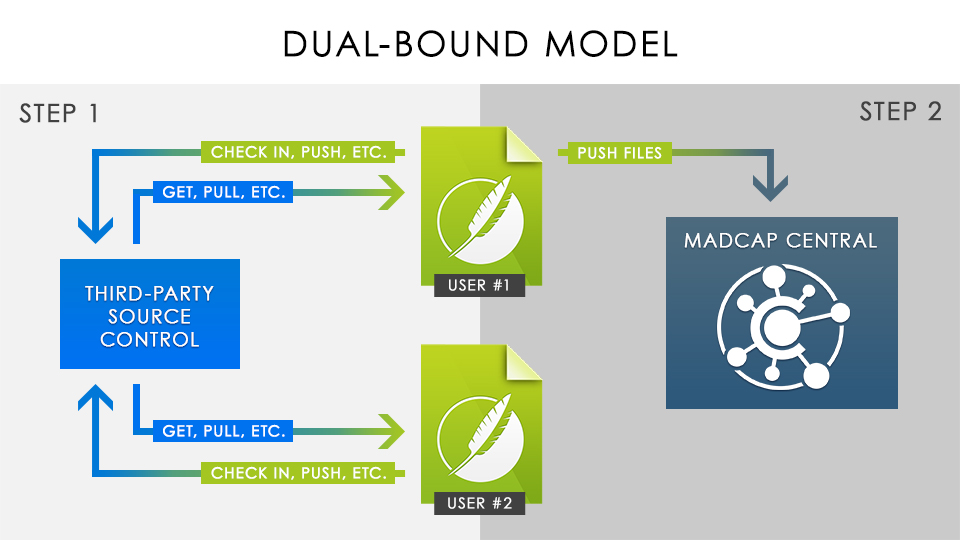 DUAL-BOUND MODEL
STEP 1
STEP 2
CHECK IN, PUSH, ETC.
PUSH FILES
GET, PULL, ETC.
MADCAP CENTRAL
USER #1
THIRD-PARTY
SOURCE
CONTROL
GET, PULL, ETC.
CHECK IN, PUSH, ETC.
USER #2